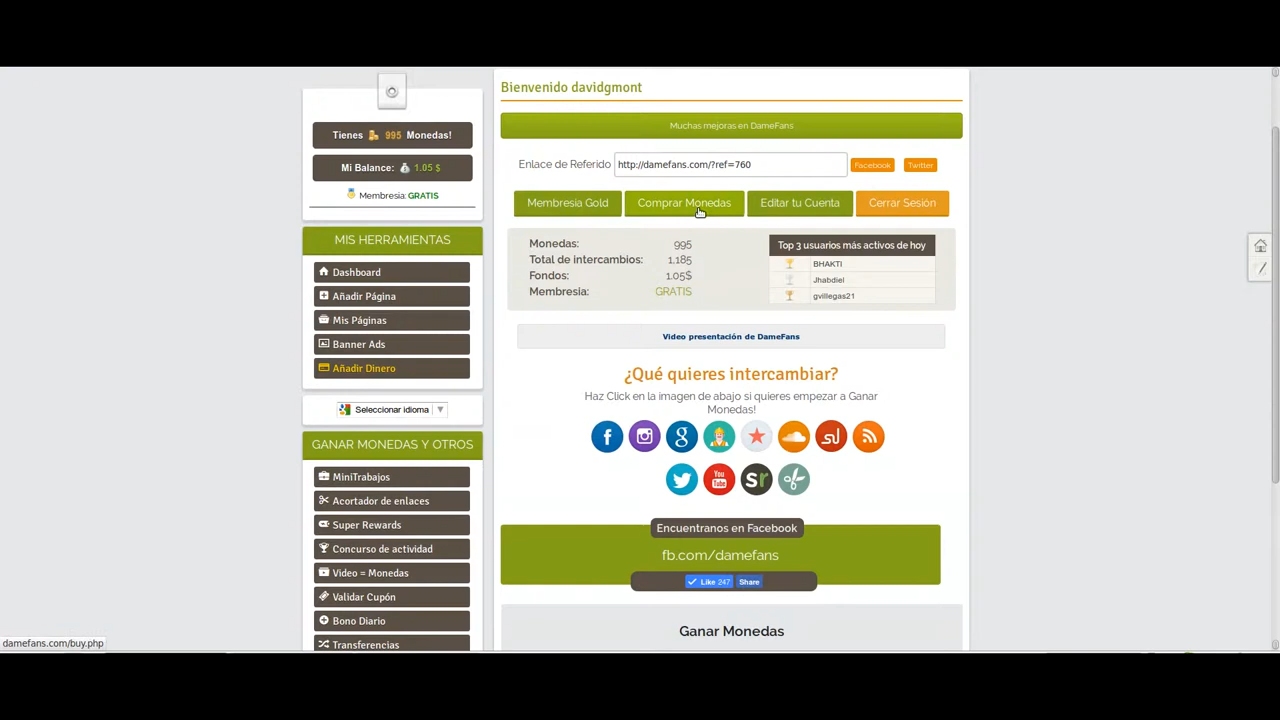 Tienes 995 Monedas!
Mi Balance: 1.05 $
Membresia: GRATIS
MIS HERRAMIENTAS
Dashboard
Añadir Página
Mis Páginas
Banner Ads
Añadir Dinero
Seleccionar idioma ▼
GANAR MONEDAS Y OTROS
MiniTrabajos
Acortador de enlaces
Super Rewards
Concurso de actividad
Video = Monedas
Validar Cupón
Bono Diario
Transferencias
Bienvenido davidgmont
Muchas mejoras en DameFans
Enlace de Referido http://damefans.com/?ref=760 Facebook Twitter
Membresia Gold Comprar Monedas Editar tu Cuenta Cerrar Sesión
Monedas: 995
Total de intercambios: 1,185
Fondos: 1.05$
Membresia: GRATIS
Top 3 usuarios más activos de hoy
BHAKTI
Jhabdiel
gvillegas21
Video presentación de DameFans
¿Qué quieres intercambiar?
Haz Click en la imagen de abajo si quieres empezar a Ganar
Monedas!
You
Tube
sr
Encuentranos en Facebook
fb.com/damefans
Like 247 Share
Ganar Monedas
damefans.com/buy.php